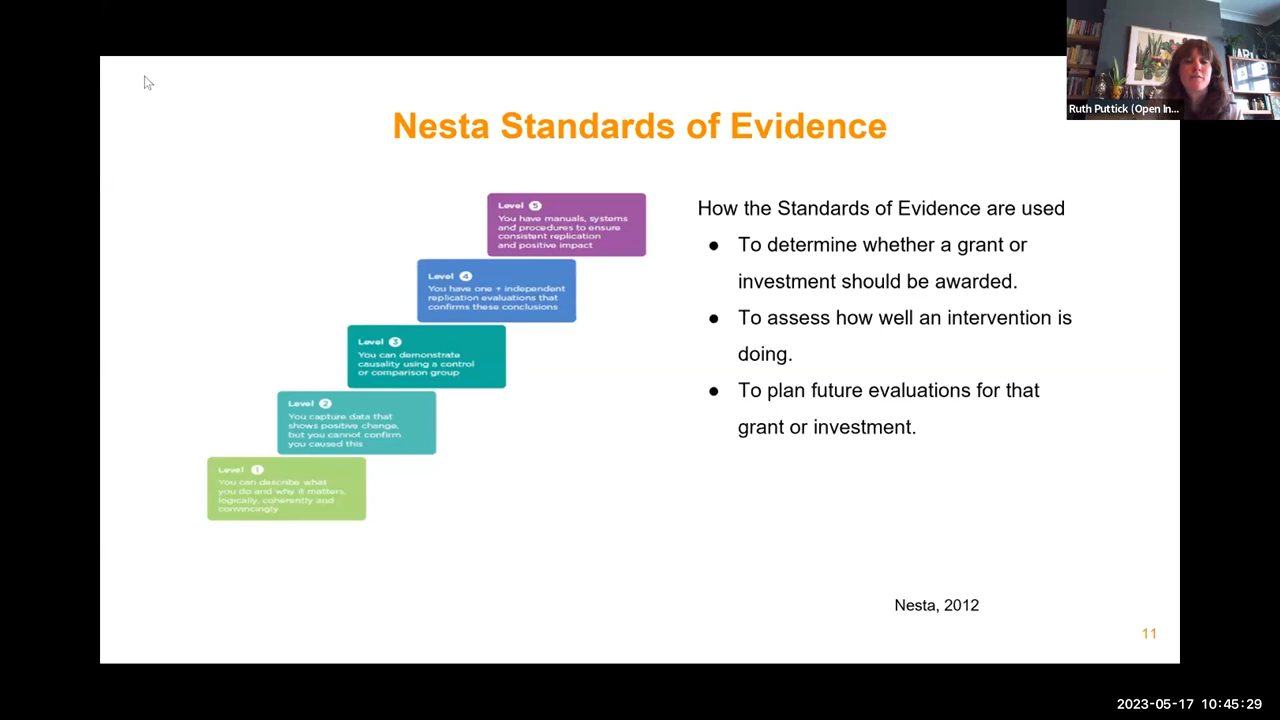 Ruth Puttick (Open In...
Nesta Standards of Evidence
Level 5
You have manuals, systems
and procedures to ensure
consistent replication
and positive impact
Level 4
You have one + independent
replication evaluations that
confirms these conclusions
Level 3
You can demonstrate
causality using a control
or comparison group
Level 2
You capture data that
shows positive change,
but you cannot confirm
you caused this
Level 1
You can describe what
you do and why it matters,
logically, coherently and
convincingly
How the Standards of Evidence are used
● To determine whether a grant or
investment should be awarded.
● To assess how well an intervention is
doing.
● To plan future evaluations for that
grant or investment.
Nesta, 2012
11
2023-05-17 10:45:29